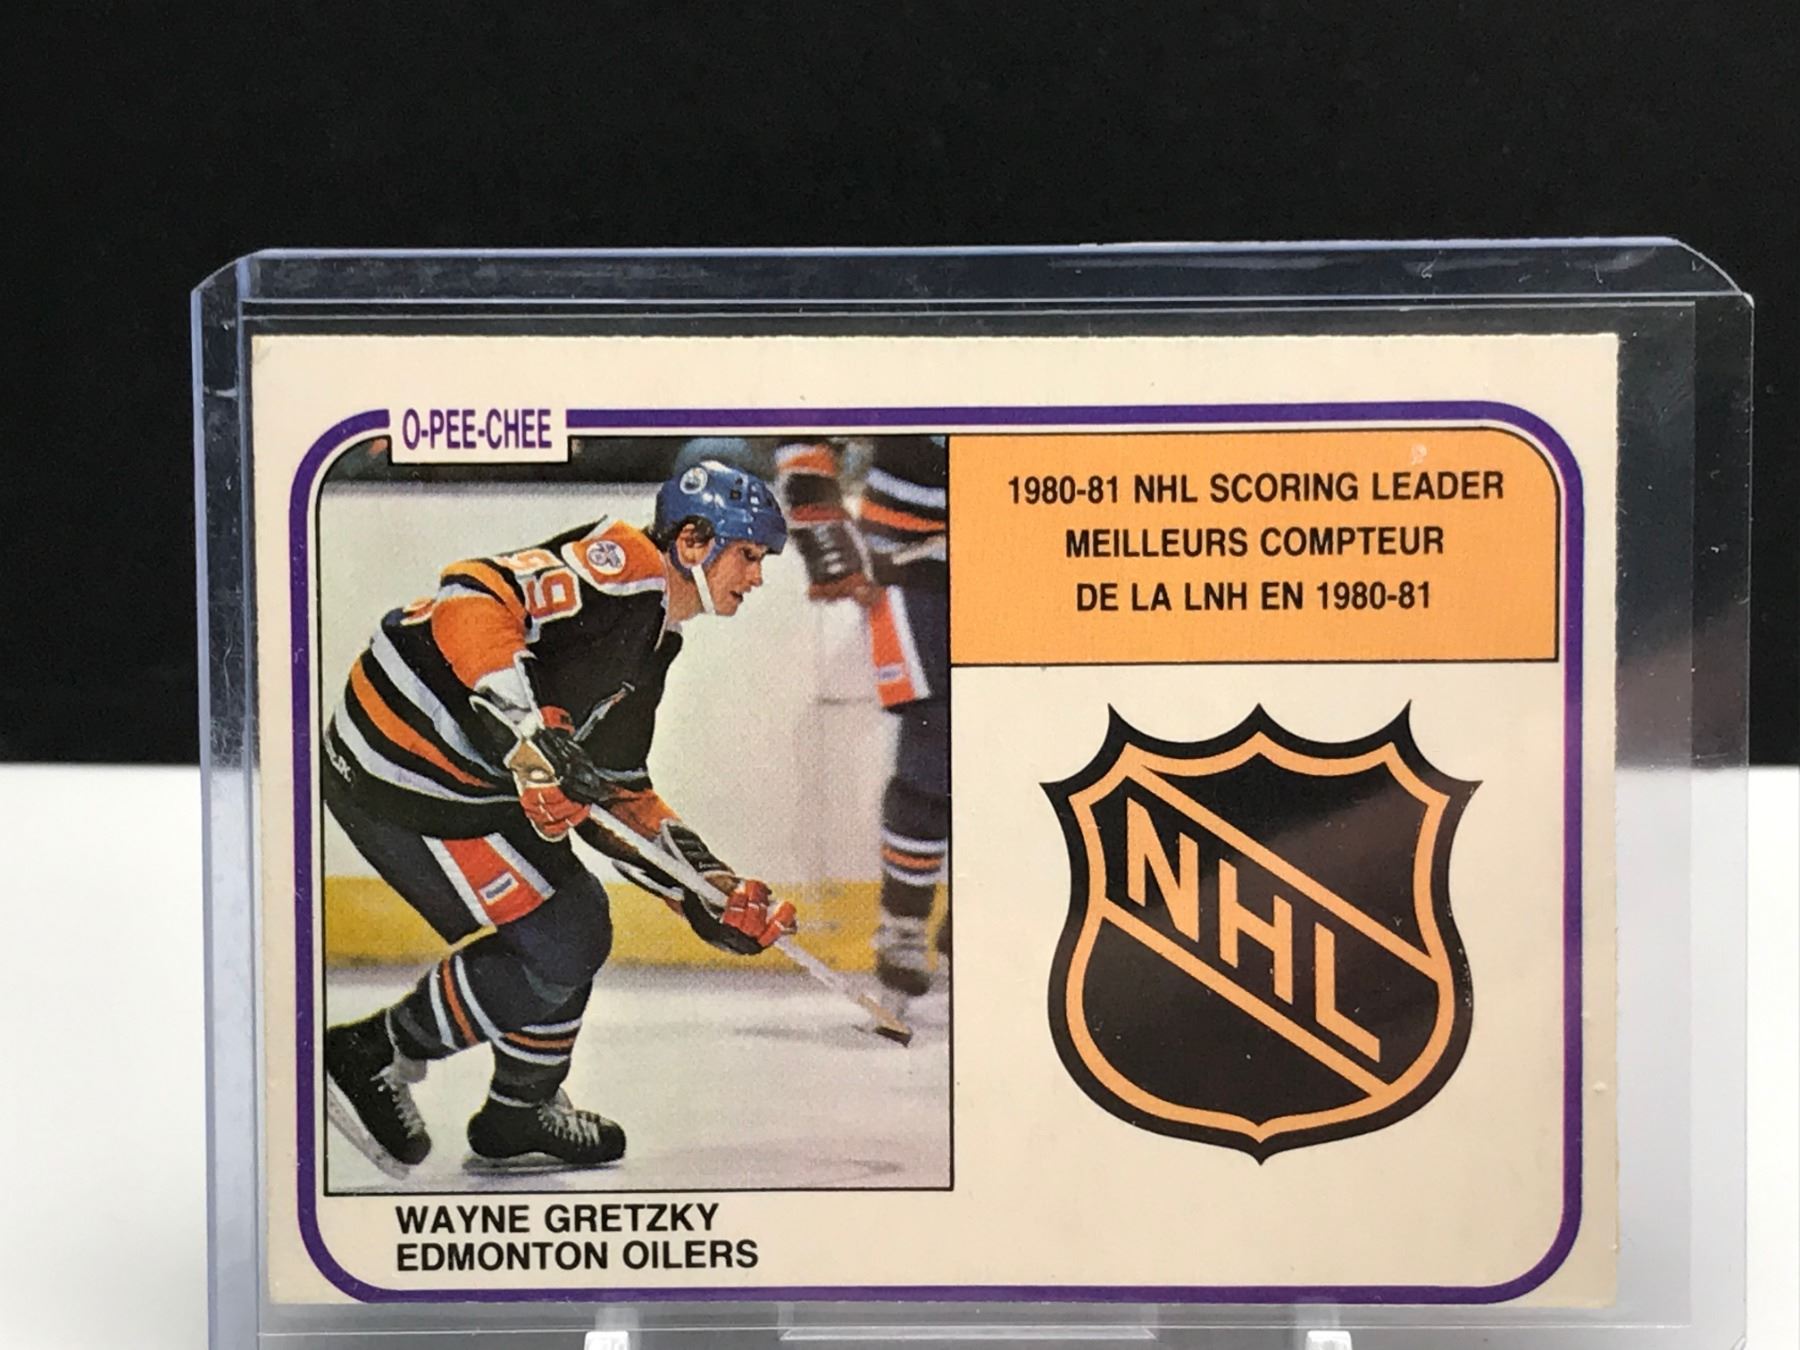 O-PEE-CHEE
1980-81 NHL SCORING LEADER
MEILLEURS COMPTEUR
DE LA LNH EN 1980-81
99
NHL
WAYNE GRETZKY
EDMONTON OILERS